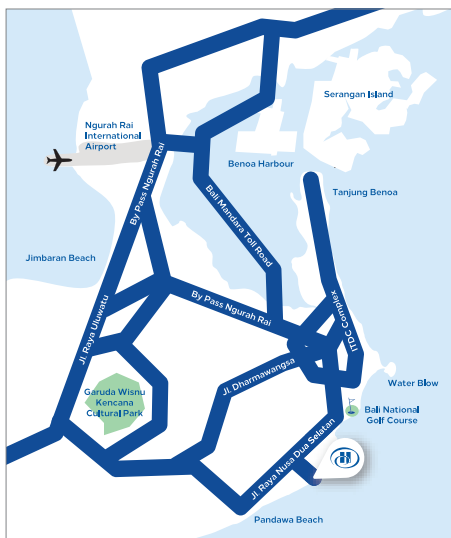 Serangan Island
Ngurah Rai
International
Airport
By Pass Ngurah Rai
Benoa Harbour
Tanjung Benoa
Bali Mandara Toll Road
Jimbaran Beach
By Pass Ngurah Rai
Jl. Raya Uluwatu
ITDC Complex
Jl. Dharmawangsa
Water Blow
Garuda Wisnu
Kencana
Cultural Park
Bali National
Golf Course
Jl. Raya Nusa Dua Selatan
H
Pandawa Beach